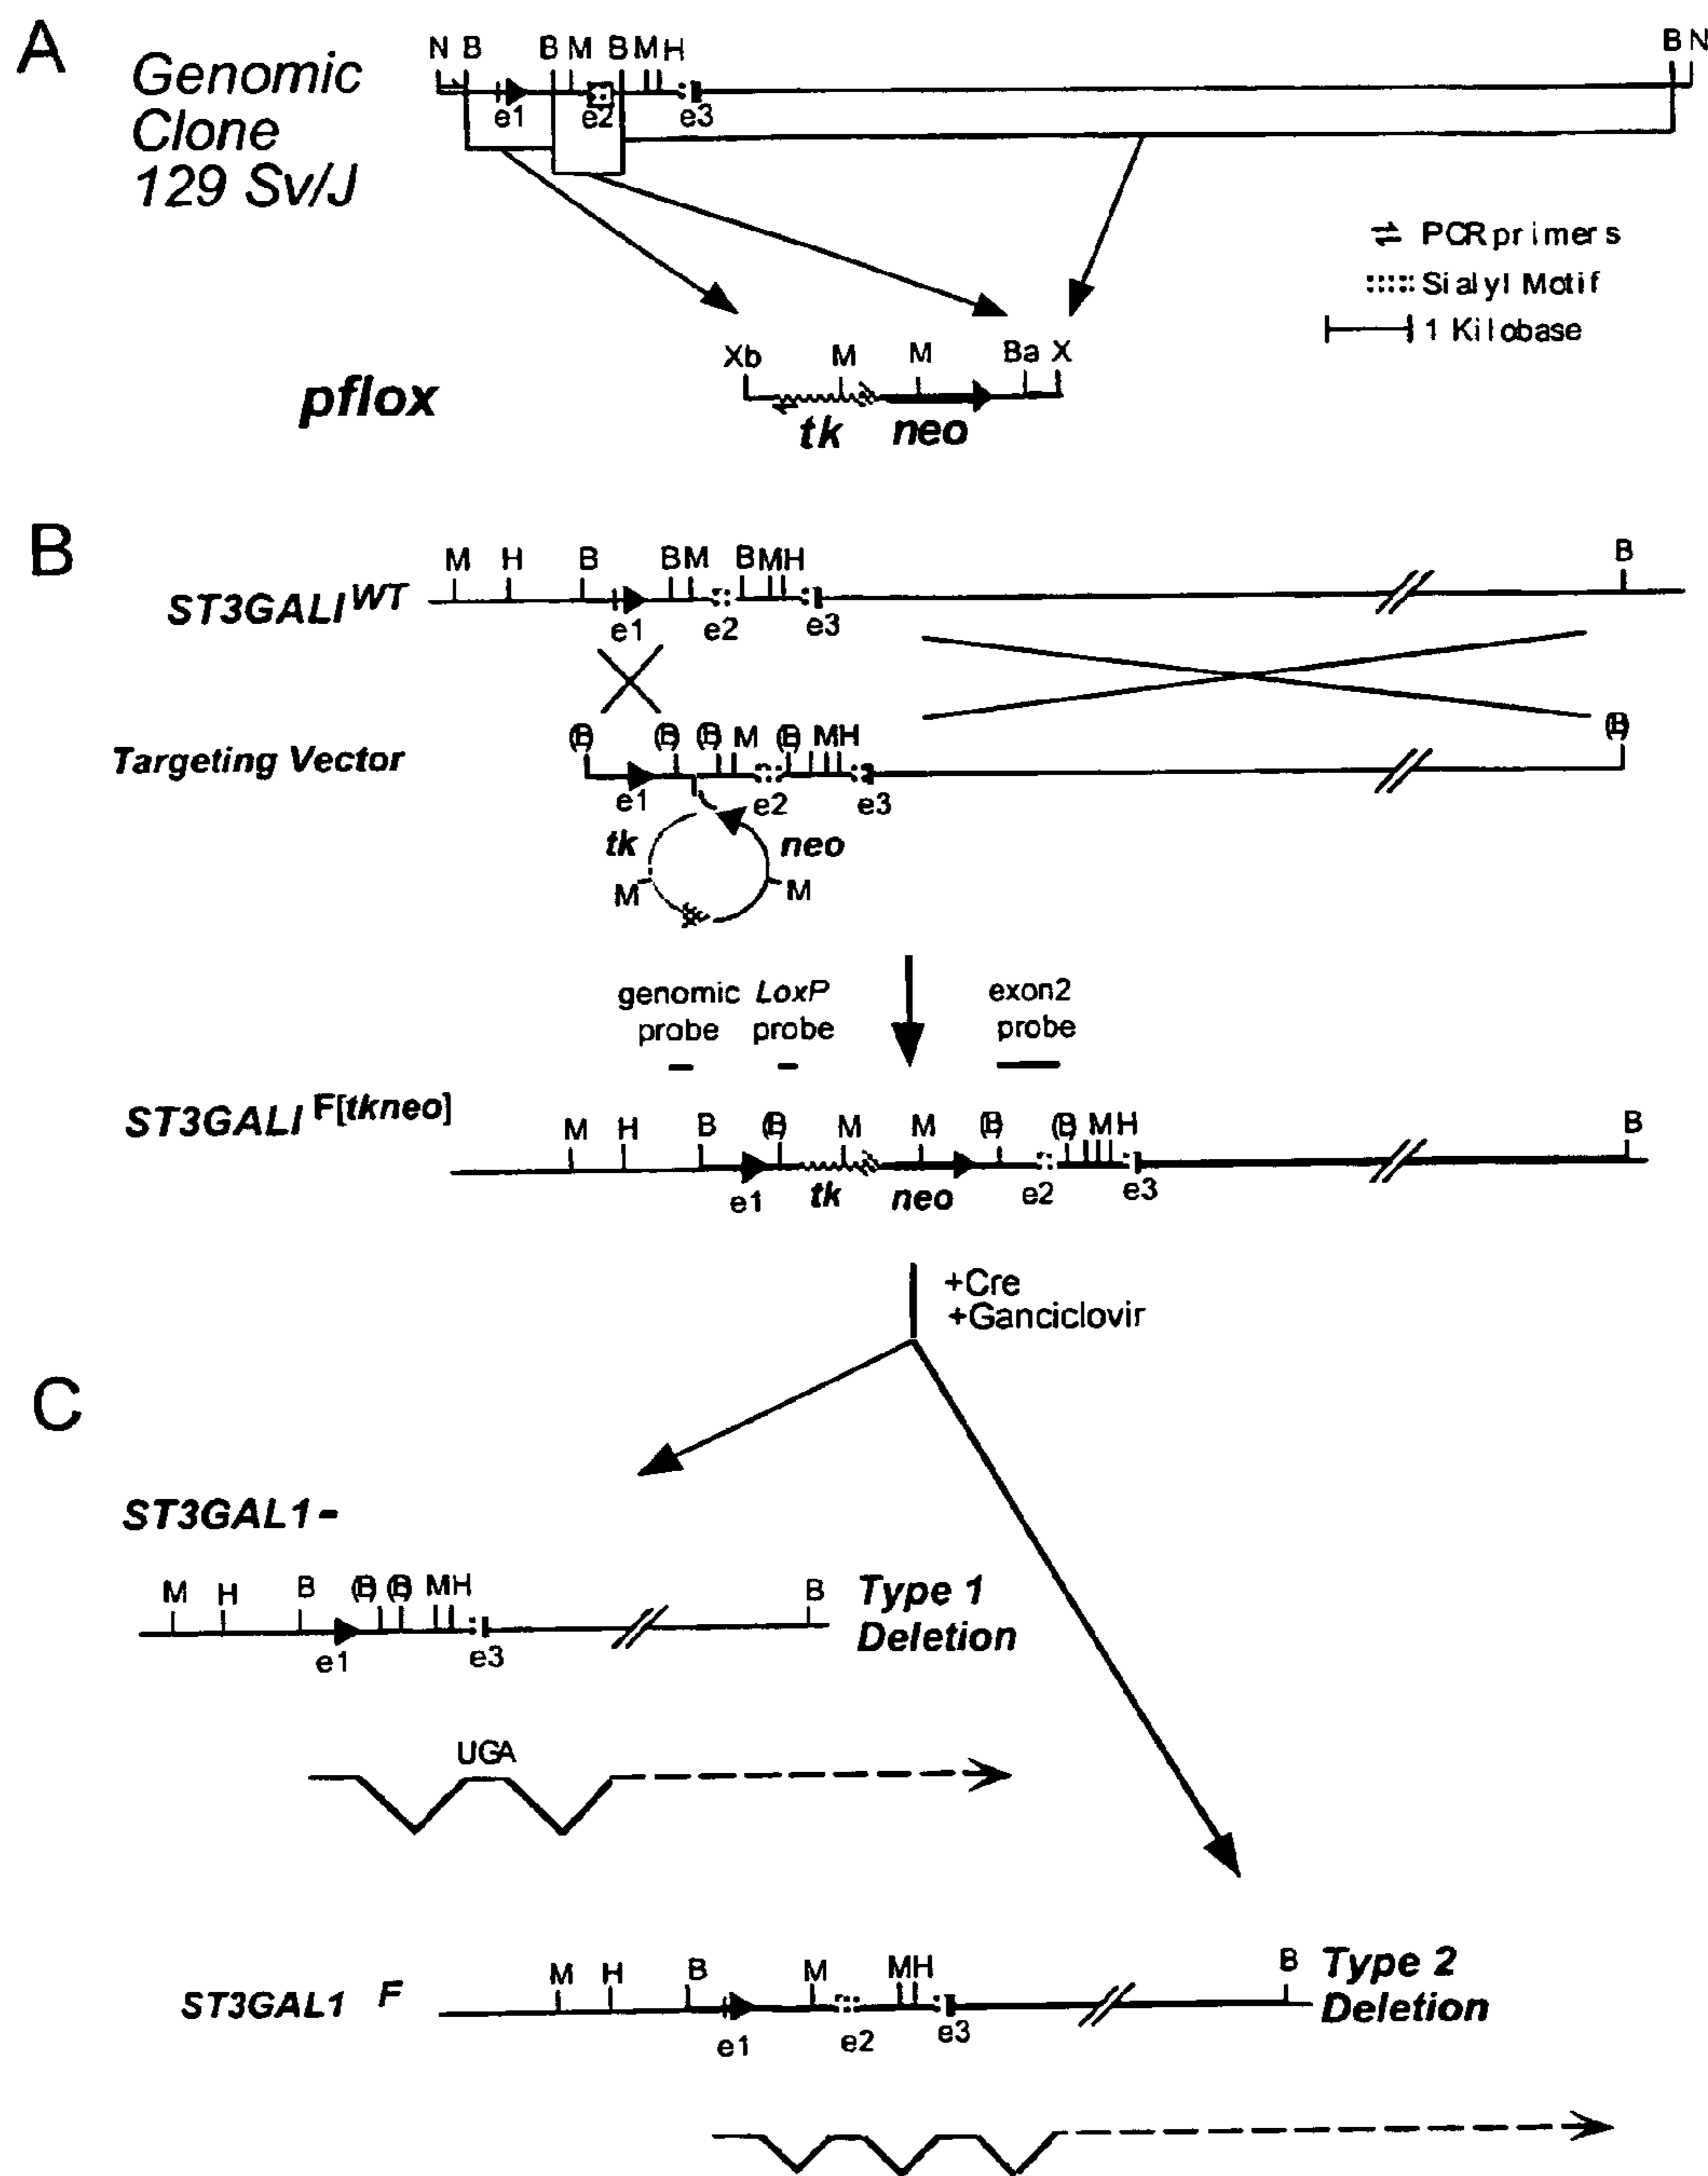 A
Genomic
Clone
129 Sv/J
N B B M B M H B N
e1 e2 e3
PCR primers
Sialyl Motif
1 Kilobase
Xb M M Ba X
pflox
tk neo
B
M H B B M B M H B
ST3GALI WT
e1 e2 e3
(B) (B) (B) M (B) M H (B)
Targeting Vector
e1 e2 e3
tk neo
M M
genomic LoxP exon2
probe probe probe
ST3GALI F[tkneo]
M H B (B) M M (B) (B) M H B
e1 tk neo e2 e3
+Cre
+Ganciclovir
C
ST3GAL1-
M H B (B) (B) M H B
Type 1
Deletion
e1 e3
UGA
M H B M M H B
Type 2
Deletion
ST3GAL1 F
e1 e2 e3